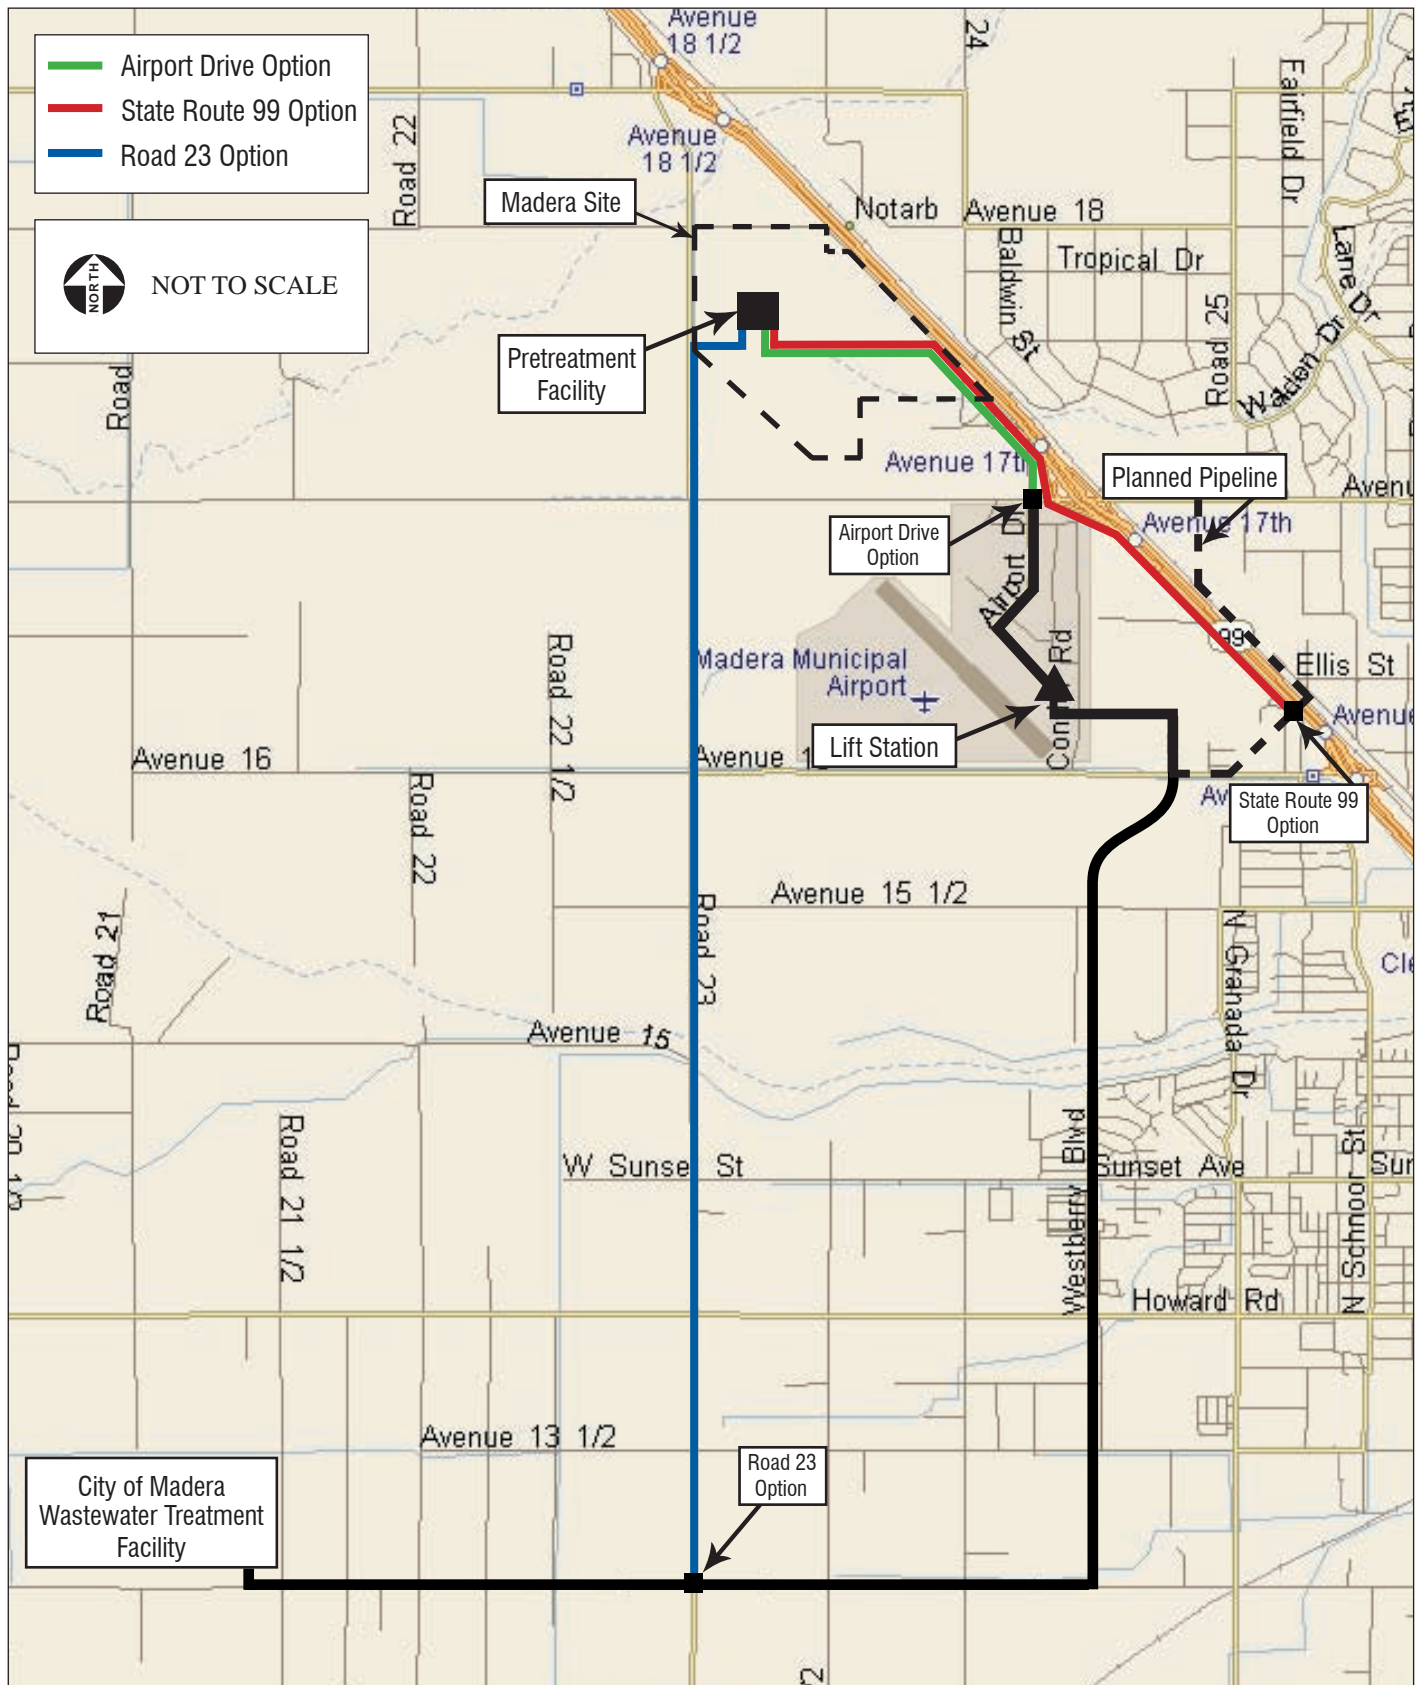 Airport Drive Option
State Route 99 Option
Road 23 Option
NORTH
NOT TO SCALE
Avenue
18 1/2
24
Avenue
18 1/2
Road 22
Fairfield Dr
Madera Site
Notarb
Avenue 18
Baldwin St
Tropical Dr
Lane Dr
Road 25
Walden Dr
Pretreatment
Facility
Road
Avenue 17th
Planned Pipeline
Avenue 17th
Airport Drive
Option
Airport Dr
99
Road 22 1/2
Madera Municipal
Airport
Rd
Ellis St
Avenue
Lift Station
Avenue 16
Avenue
Road 22
State Route 99
Option
Avenue 15 1/2
Road 21
Road 23
N Granada Dr
Avenue 15
Road 21 1/2
W Sunset St
Westberry Blvd
Sunset Ave
N Schnoor St
Howard Rd
Avenue 13 1/2
City of Madera
Wastewater Treatment
Facility
Road 23
Option